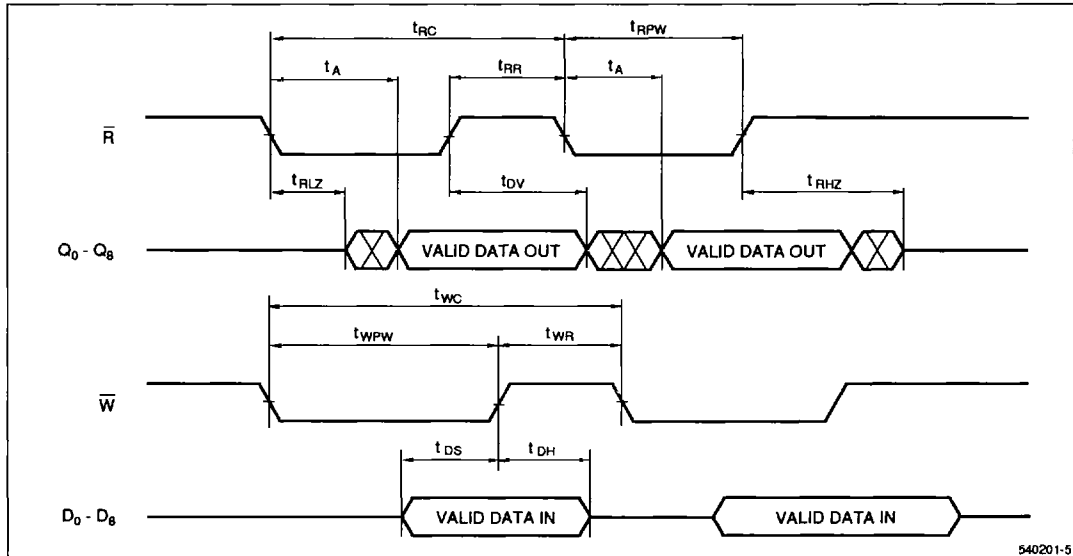 tRC tRPW
tA tRR tA
R̅
tRLZ tDV tRHZ
Q0 - Q8 VALID DATA OUT VALID DATA OUT
tWC
tWPW tWR
W̅
tDS tDH
D0 - D8 VALID DATA IN VALID DATA IN
540201-5